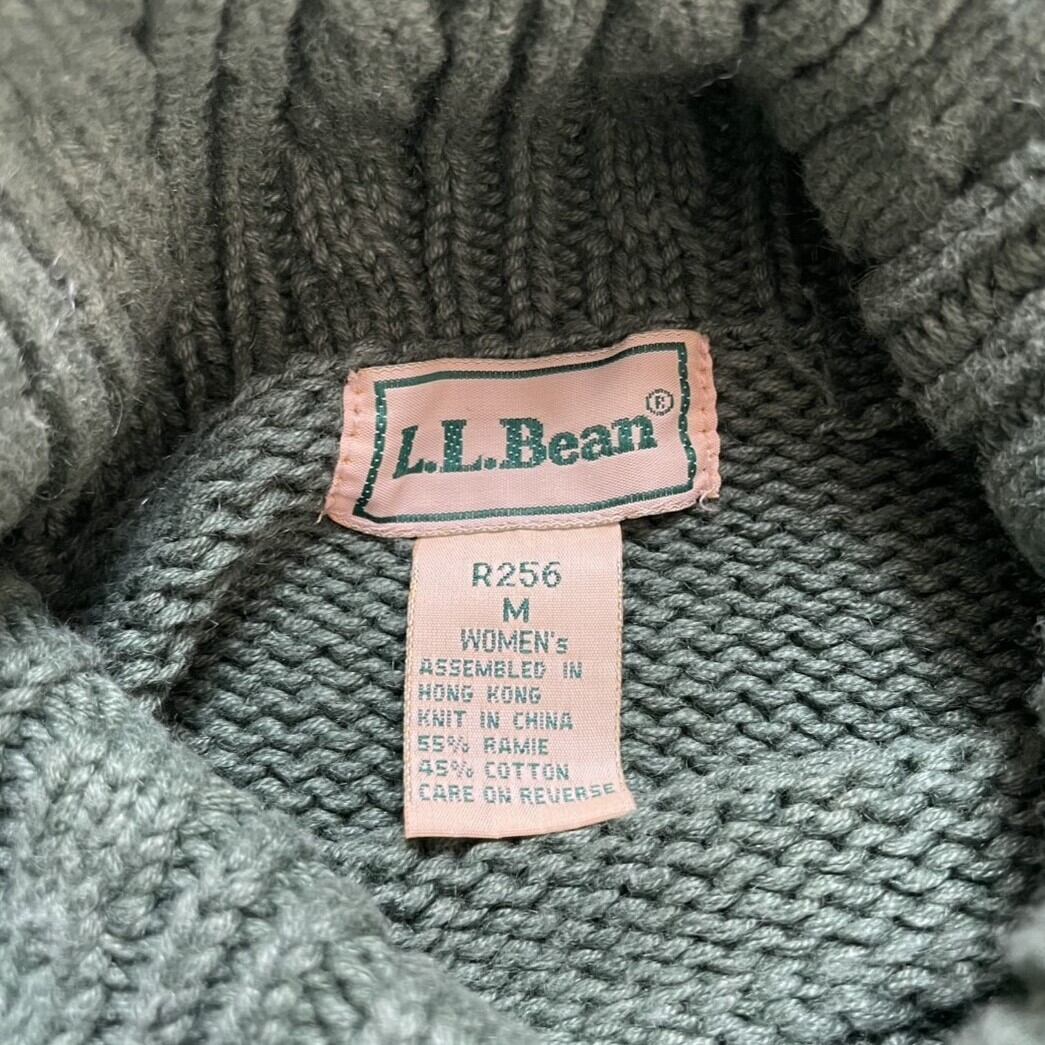 L.L.Bean®
R256
M
WOMEN's
ASSEMBLED IN
HONG KONG
KNIT IN CHINA
55% RAMIE
45% COTTON
CARE ON REVERSE